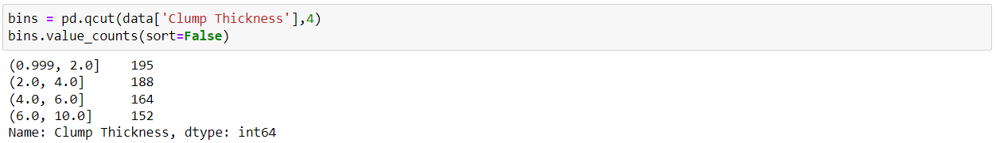 bins = pd.qcut(data['Clump Thickness'],4)
bins.value_counts(sort=False)
(0.999, 2.0]    195
(2.0, 4.0]      188
(4.0, 6.0]      164
(6.0, 10.0]     152
Name: Clump Thickness, dtype: int64